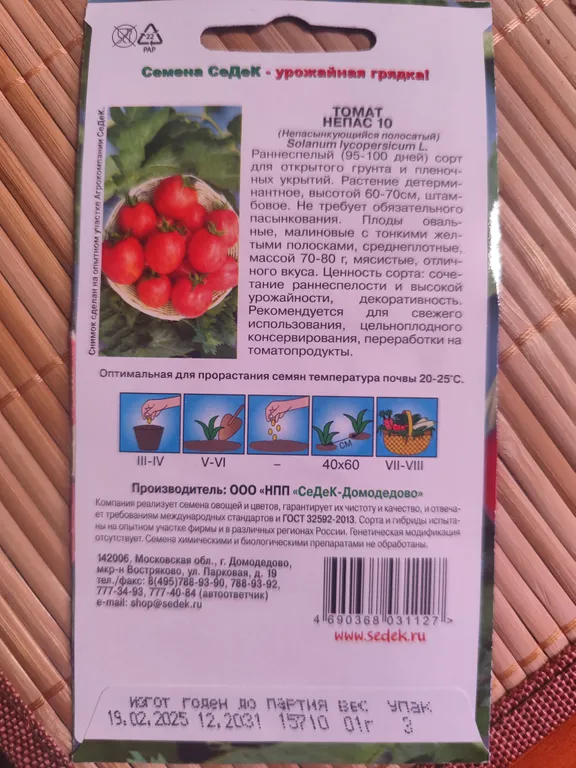 22
PAP
Семена СеДеК - урожайная грядка!
Снимок сделан на опытном участке Агрокомпании СеДеК.
ТОМАТ
НЕПАС 10
(Непасынкующийся полосатый)
Solanum lycopersicum L.
Раннеспелый (95-100 дней) сорт
для открытого грунта и пленоч-
ных укрытий. Растение детерми-
нантное, высотой 60-70см, штам-
бовое. Не требует обязательного
пасынкования. Плоды оваль-
ные, малиновые с тонкими жел-
тыми полосками, среднеплотные,
массой 70-80 г, мясистые, отлич-
ного вкуса. Ценность сорта: соче-
тание раннеспелости и высокой
урожайности, декоративность.
Рекомендуется для свежего
использования, цельноплодного
консервирования, переработки на
томатопродукты.
Оптимальная для прорастания семян температура почвы 20-25°С.
СМ
III-IV V-VI – 40х60 VII-VIII
Производитель: ООО «НПП «СеДеК-Домодедово»
Компания реализует семена овощей и цветов, гарантирует их чистоту и качество, и отвеча-
ет требованиям международных стандартов и ГОСТ 32592-2013. Сорта и гибриды испыта-
ны на опытном участке фирмы и в различных регионах России. Генетическая модификация
отсутствует. Семена химическими и биологическими препаратами не обработаны.
142006, Московская обл., г. Домодедово,
мкр-н Востряково, ул. Парковая, д. 19
тел./факс: 8(495)788-93-90, 788-93-92,
777-34-93, 777-40-84 (автоответчик)
e-mail: shop@sedek.ru
4 690368 031127 >
www.sedek.ru
ИЗГОТ ГОДЕН ДО ПАРТИЯ ВЕС УПАК
19.02.2025 12.2031 15710 01г 3